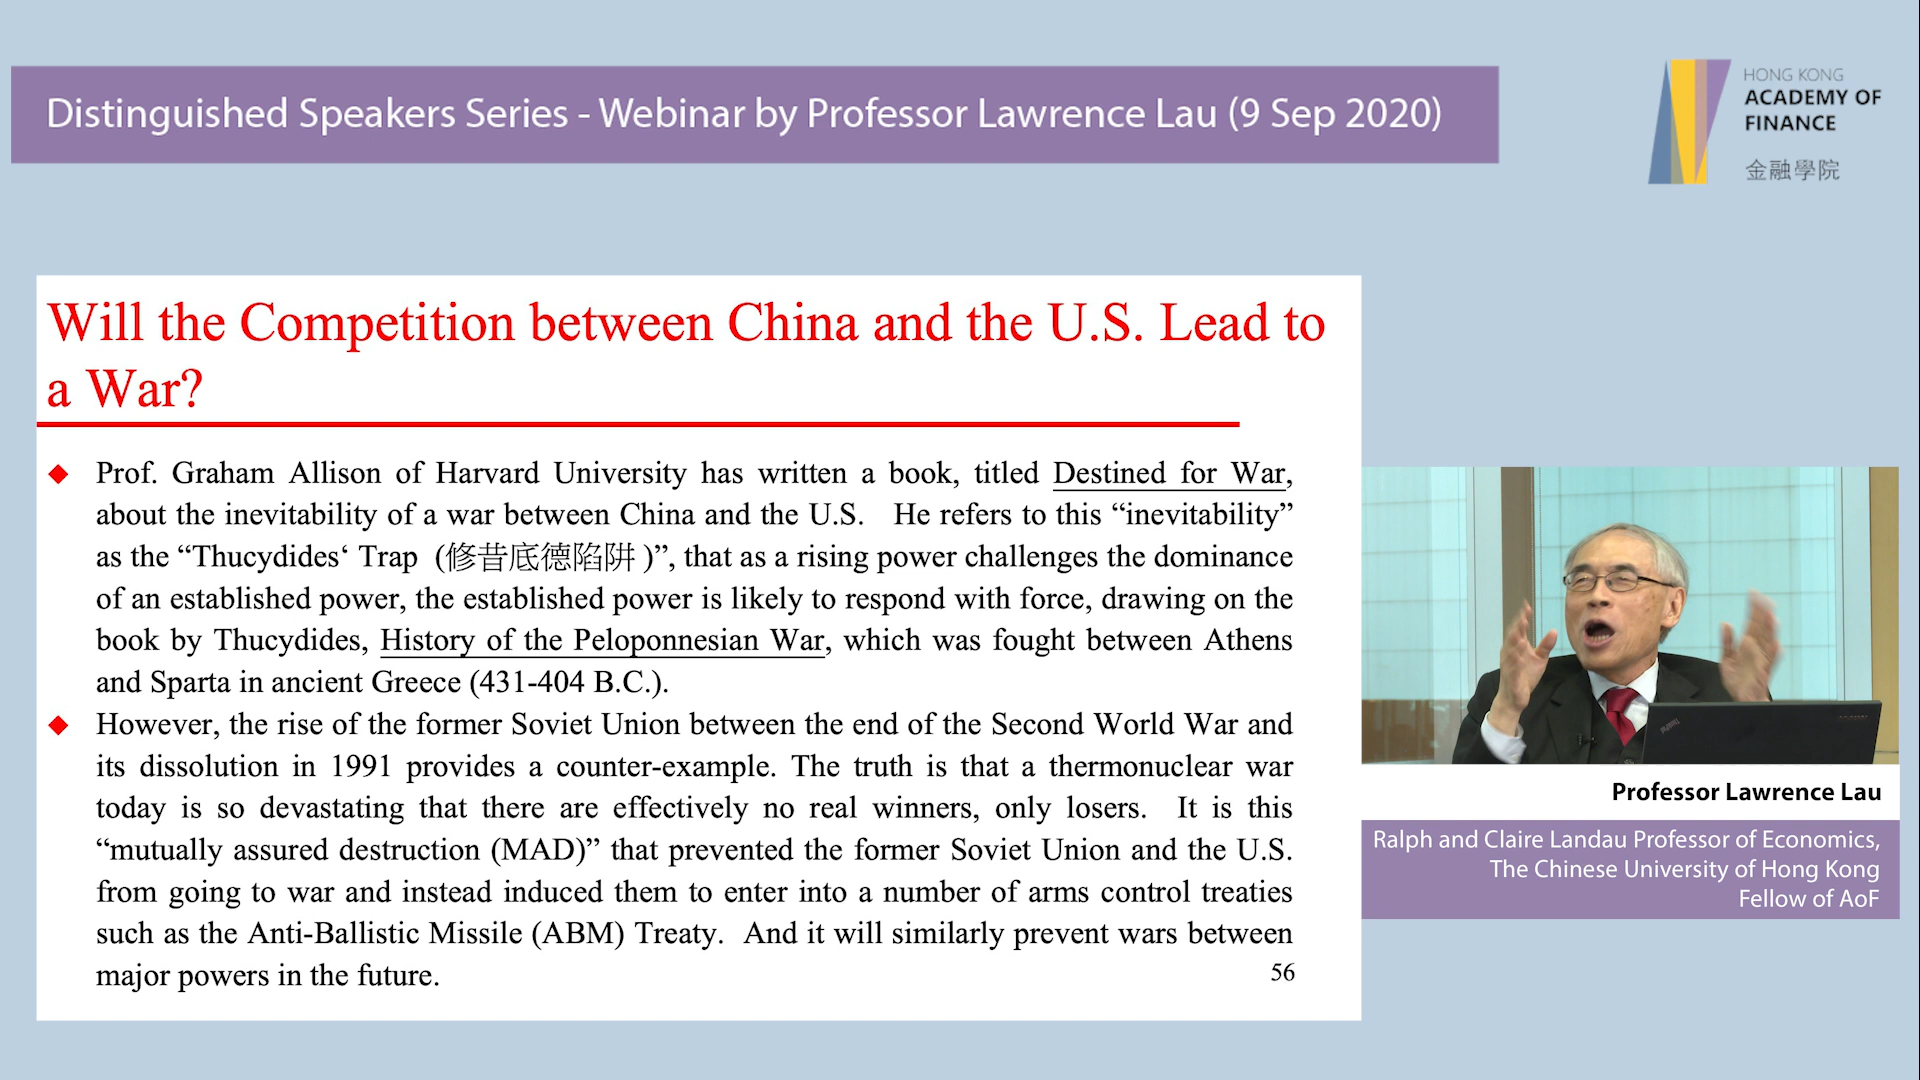 Distinguished Speakers Series - Webinar by Professor Lawrence Lau (9 Sep 2020)
HONG KONG
ACADEMY OF
FINANCE
金融學院
Will the Competition between China and the U.S. Lead to
a War?
Prof. Graham Allison of Harvard University has written a book, titled Destined for War,
about the inevitability of a war between China and the U.S. He refers to this “inevitability”
as the “Thucydides‘ Trap (修昔底德陷阱)”, that as a rising power challenges the dominance
of an established power, the established power is likely to respond with force, drawing on the
book by Thucydides, History of the Peloponnesian War, which was fought between Athens
and Sparta in ancient Greece (431-404 B.C.).
However, the rise of the former Soviet Union between the end of the Second World War and
its dissolution in 1991 provides a counter-example. The truth is that a thermonuclear war
today is so devastating that there are effectively no real winners, only losers. It is this
“mutually assured destruction (MAD)” that prevented the former Soviet Union and the U.S.
from going to war and instead induced them to enter into a number of arms control treaties
such as the Anti-Ballistic Missile (ABM) Treaty. And it will similarly prevent wars between
major powers in the future.
56
Professor Lawrence Lau
Ralph and Claire Landau Professor of Economics,
The Chinese University of Hong Kong
Fellow of AoF